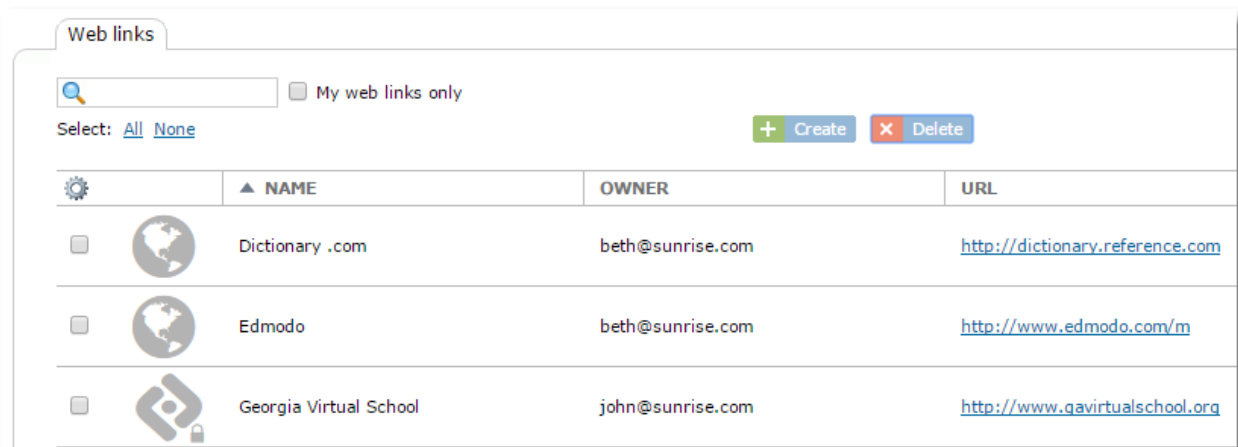 Web links
My web links only
Select: All None
Create Delete
NAME OWNER URL
Dictionary .com beth@sunrise.com http://dictionary.reference.com
Edmodo beth@sunrise.com http://www.edmodo.com/m
Georgia Virtual School john@sunrise.com http://www.gavirtualschool.org